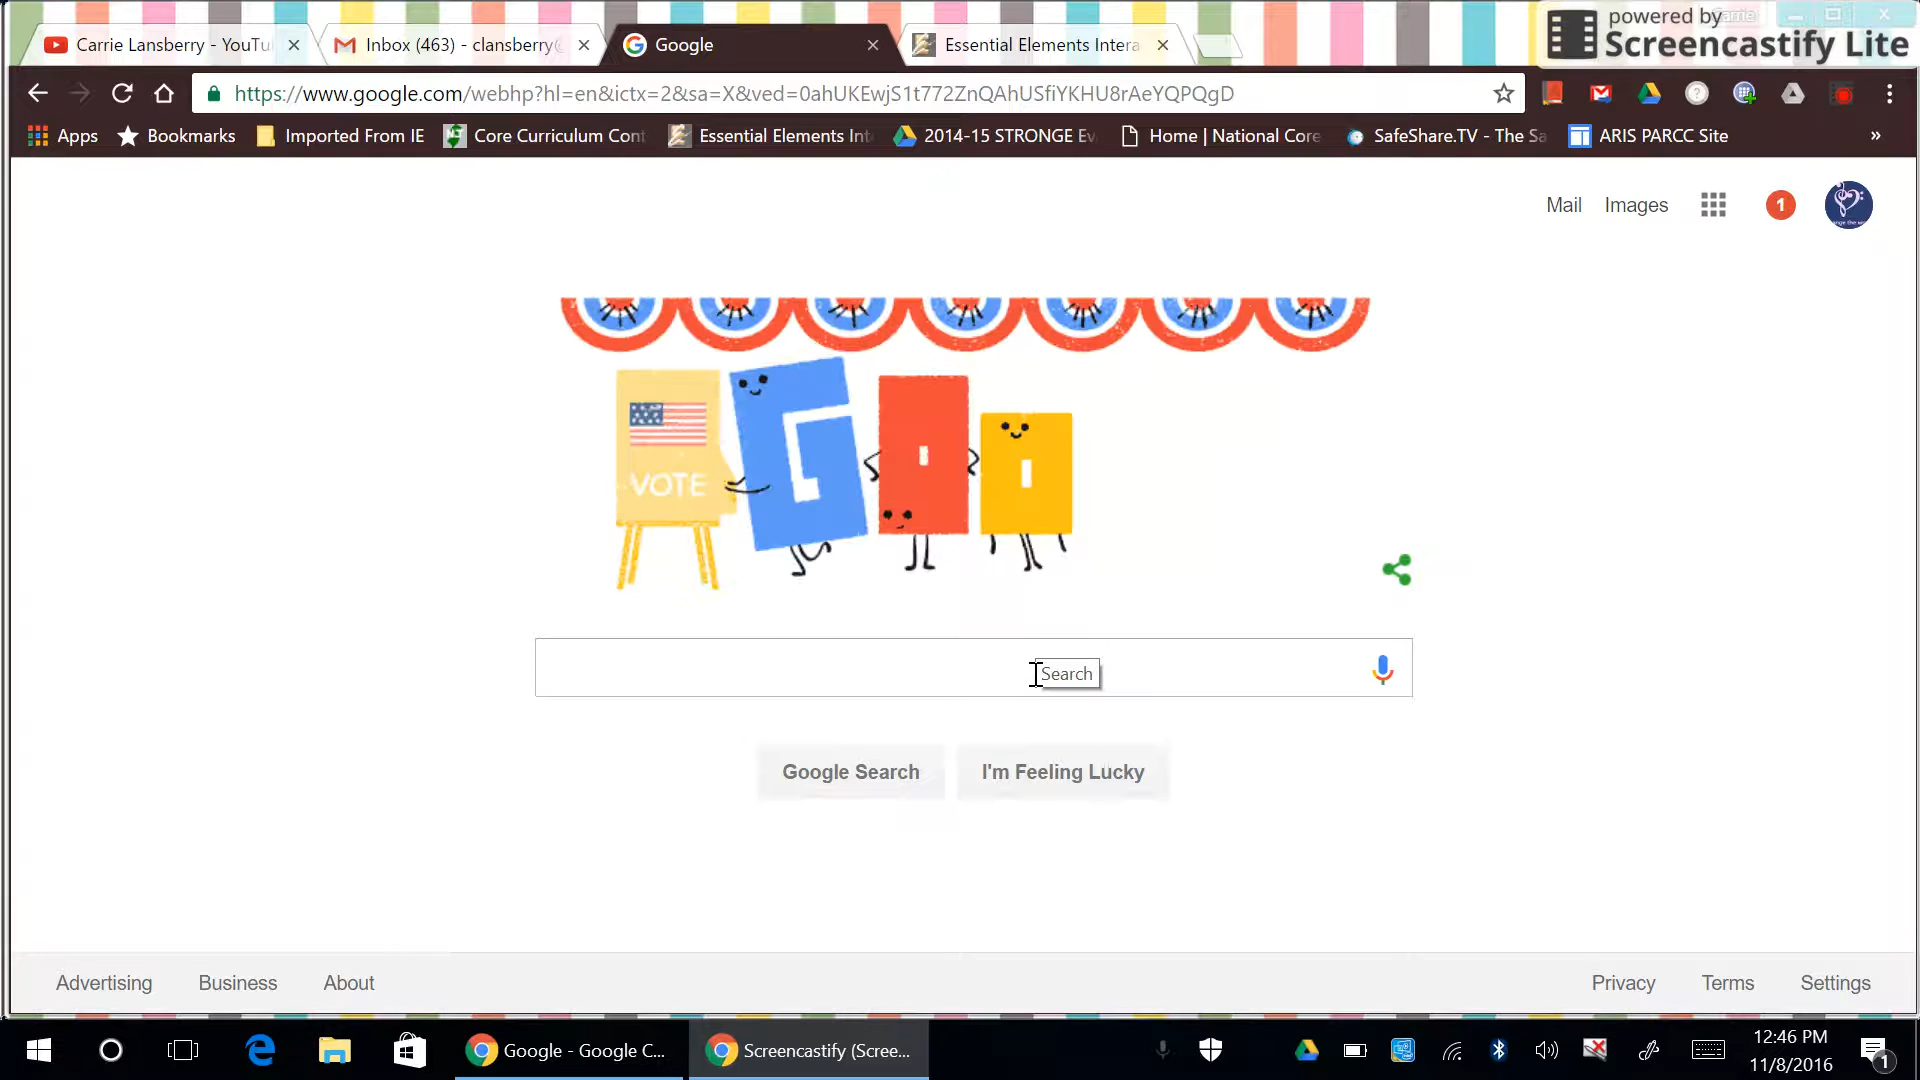 powered by
Screencastify Lite
Carrie Lansberry - YouTu
Inbox (463) - clansberry@
Google
Essential Elements Intera
https://www.google.com/webhp?hl=en&ictx=2&sa=X&ved=0ahUKEwjS1t772ZnQAhUSfiYKHU8rAeYQPQgD
Apps
Bookmarks
Imported From IE
Core Curriculum Cont
Essential Elements Int
2014-15 STRONGE Ev
Home | National Core
SafeShare.TV - The Sa
ARIS PARCC Site
»
Mail
Images
1
VOTE
GOO
Search
Google Search
I'm Feeling Lucky
Advertising
Business
About
Privacy
Terms
Settings
Google - Google C...
Screencastify (Scree...
12:46 PM
11/8/2016
1